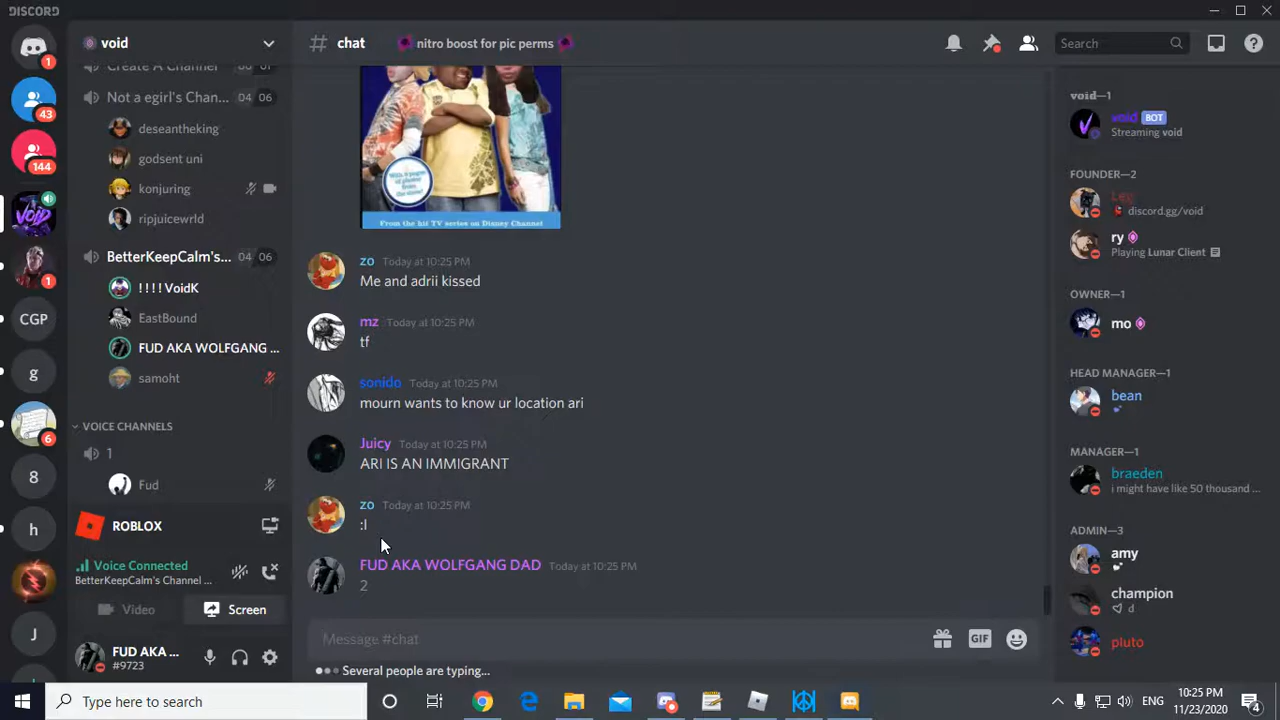 DISCORD
void
# chat
nitro boost for pic perms
Search
1
43
144
VOID
1
CGP
g
6
8
h
J
Create A Channel
Not a egirl's Chan... 04 06
deseantheking
godsent uni
konjuring
ripjuicewrld
BetterKeepCalm's... 04 06
! ! ! ! VoidK
EastBound
FUD AKA WOLFGANG ...
samoht
VOICE CHANNELS
1
Fud
ROBLOX
Voice Connected
BetterKeepCalm's Channel ...
Video
Screen
FUD AKA ...
#9723
From the hit TV series on Disney Channel
zo Today at 10:25 PM
Me and adrii kissed
mz Today at 10:25 PM
tf
sonido Today at 10:25 PM
mourn wants to know ur location ari
Juicy Today at 10:25 PM
ARI IS AN IMMIGRANT
zo Today at 10:25 PM
:l
FUD AKA WOLFGANG DAD Today at 10:25 PM
2
Message #chat
GIF
Several people are typing...
void—1
void BOT
Streaming void
FOUNDER—2
discord.gg/void
ry
Playing Lunar Client
OWNER—1
mo
HEAD MANAGER—1
bean
MANAGER—1
braeden
i might have like 50 thousand ...
ADMIN—3
amy
champion
d
pluto
Type here to search
ENG
10:25 PM
11/23/2020
4